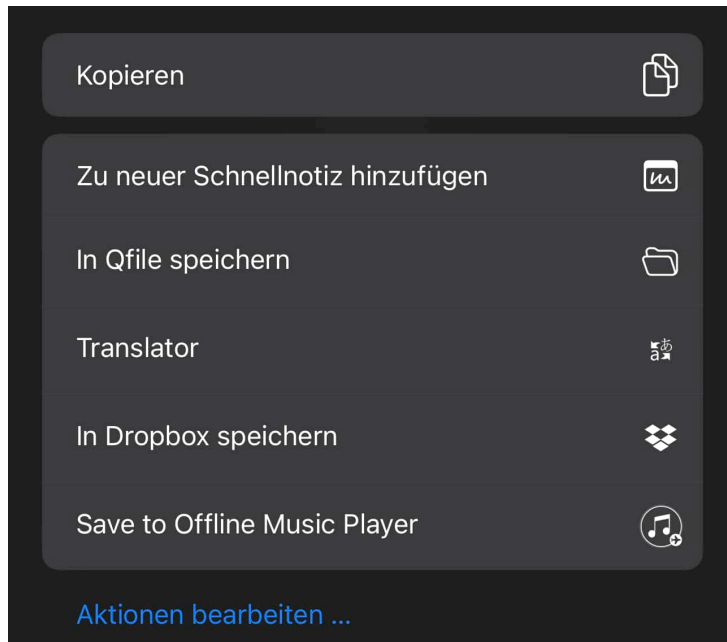 Kopieren
Zu neuer Schnellnotiz hinzufügen
In Qfile speichern
Translator
In Dropbox speichern
Save to Offline Music Player
Aktionen bearbeiten ...